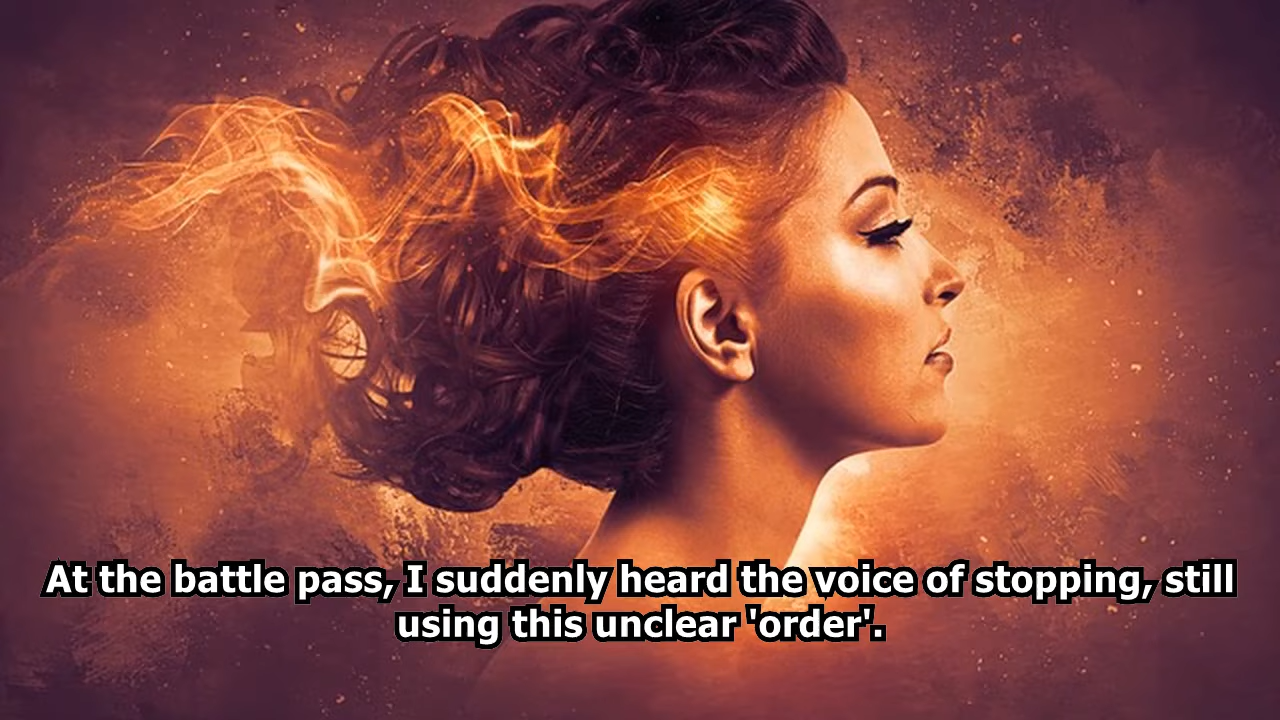 At the battle pass, I suddenly heard the voice of stopping, still
using this unclear 'order'.